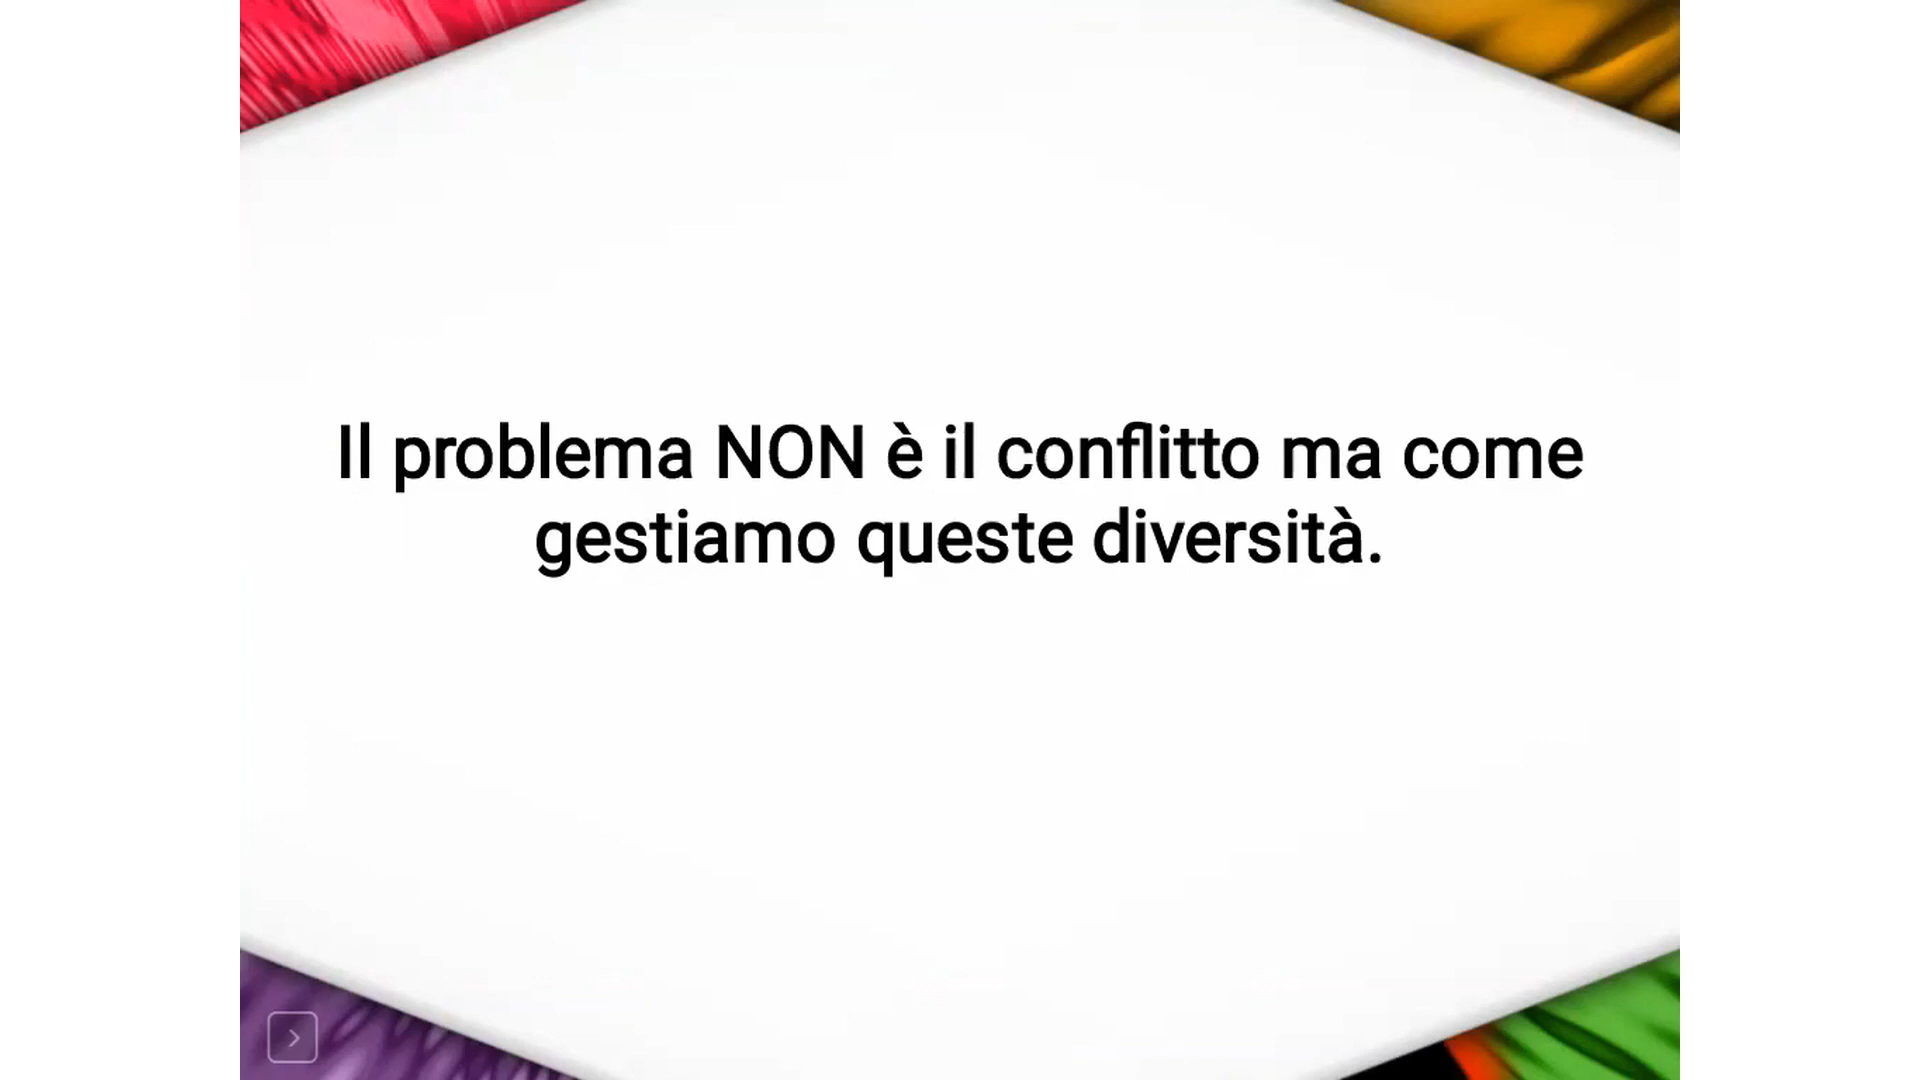 Il problema NON è il conflitto ma come
gestiamo queste diversità.